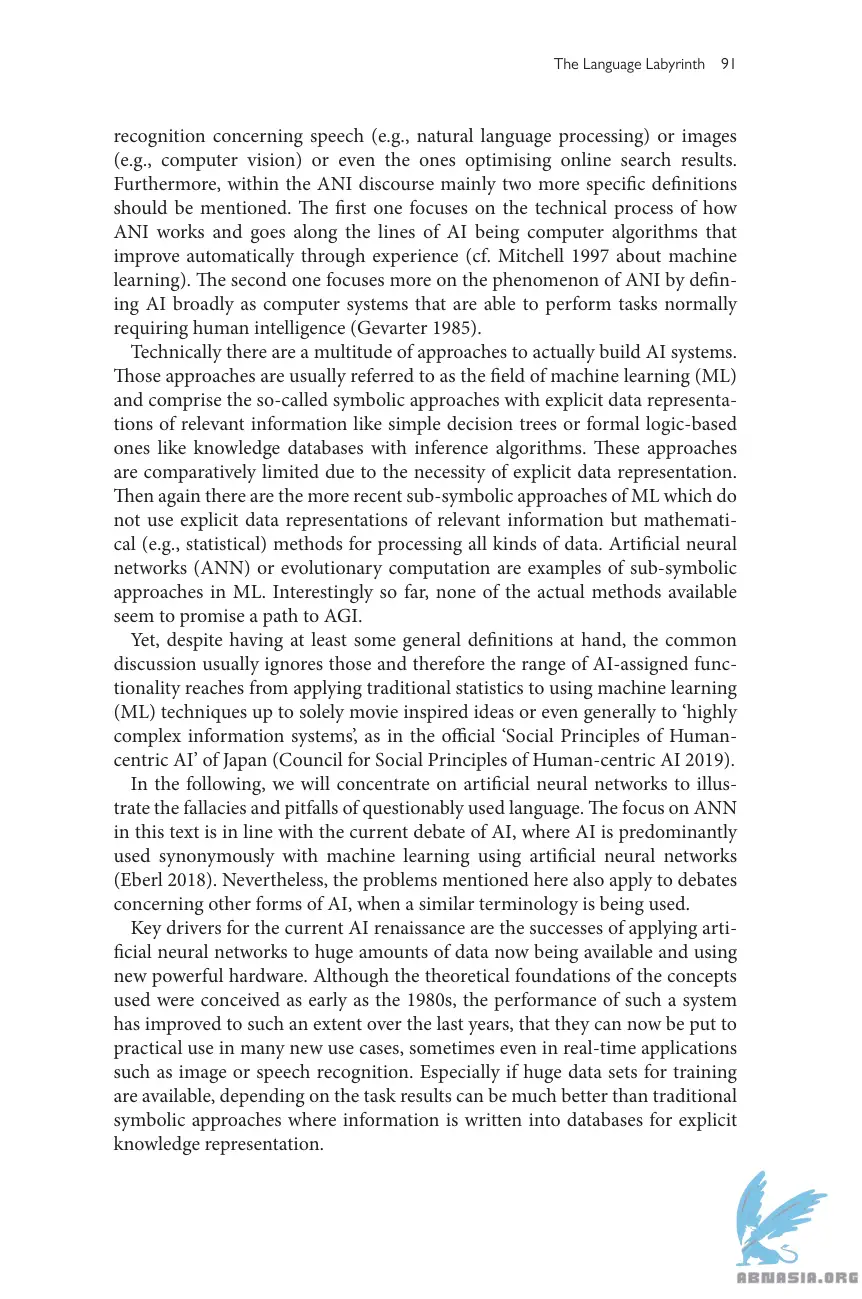 The Language Labyrinth 91
recognition concerning speech (e.g., natural language processing) or images
(e.g., computer vision) or even the ones optimising online search results.
Furthermore, within the ANI discourse mainly two more specific definitions
should be mentioned. The first one focuses on the technical process of how
ANI works and goes along the lines of AI being computer algorithms that
improve automatically through experience (cf. Mitchell 1997 about machine
learning). The second one focuses more on the phenomenon of ANI by defin-
ing AI broadly as computer systems that are able to perform tasks normally
requiring human intelligence (Gevarter 1985).
Technically there are a multitude of approaches to actually build AI systems.
Those approaches are usually referred to as the field of machine learning (ML)
and comprise the so-called symbolic approaches with explicit data representa-
tions of relevant information like simple decision trees or formal logic-based
ones like knowledge databases with inference algorithms. These approaches
are comparatively limited due to the necessity of explicit data representation.
Then again there are the more recent sub-symbolic approaches of ML which do
not use explicit data representations of relevant information but mathemati-
cal (e.g., statistical) methods for processing all kinds of data. Artificial neural
networks (ANN) or evolutionary computation are examples of sub-symbolic
approaches in ML. Interestingly so far, none of the actual methods available
seem to promise a path to AGI.
Yet, despite having at least some general definitions at hand, the common
discussion usually ignores those and therefore the range of AI-assigned func-
tionality reaches from applying traditional statistics to using machine learning
(ML) techniques up to solely movie inspired ideas or even generally to ‘highly
complex information systems’, as in the official ‘Social Principles of Human-
centric AI’ of Japan (Council for Social Principles of Human-centric AI 2019).
In the following, we will concentrate on artificial neural networks to illus-
trate the fallacies and pitfalls of questionably used language. The focus on ANN
in this text is in line with the current debate of AI, where AI is predominantly
used synonymously with machine learning using artificial neural networks
(Eberl 2018). Nevertheless, the problems mentioned here also apply to debates
concerning other forms of AI, when a similar terminology is being used.
Key drivers for the current AI renaissance are the successes of applying arti-
ficial neural networks to huge amounts of data now being available and using
new powerful hardware. Although the theoretical foundations of the concepts
used were conceived as early as the 1980s, the performance of such a system
has improved to such an extent over the last years, that they can now be put to
practical use in many new use cases, sometimes even in real-time applications
such as image or speech recognition. Especially if huge data sets for training
are available, depending on the task results can be much better than traditional
symbolic approaches where information is written into databases for explicit
knowledge representation.
ABNASIA.ORG